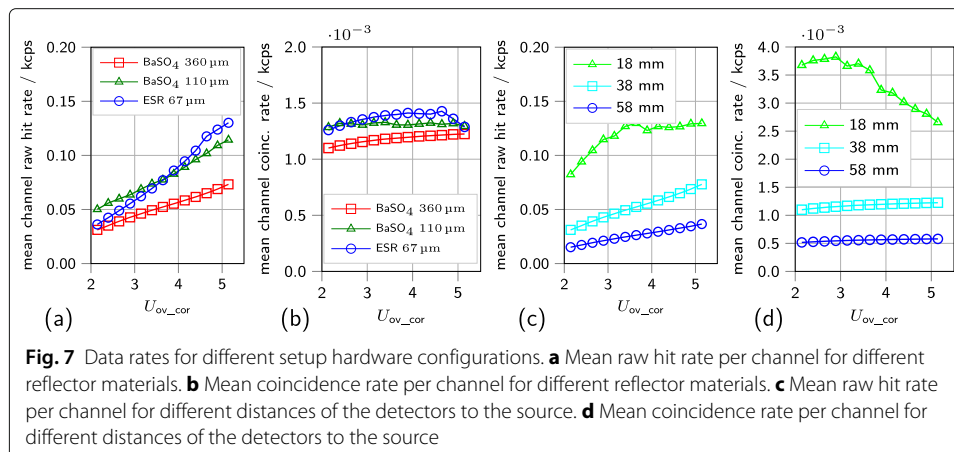 ·10⁻³
0.20
0.15
0.10
0.05
0.00
mean channel raw hit rate / kcps
BaSO₄ 360 µm
BaSO₄ 110 µm
ESR 67 µm
2 3 4 5
U_ov_cor
(a)
2.0
1.5
1.0
0.5
0.0
mean channel coinc. rate / kcps
BaSO₄ 360 µm
BaSO₄ 110 µm
ESR 67 µm
2 3 4 5
U_ov_cor
(b)
0.20
0.15
0.10
0.05
0.00
mean channel raw hit rate / kcps
18 mm
38 mm
58 mm
2 3 4 5
U_ov_cor
(c)
·10⁻³
4.0
3.5
3.0
2.5
2.0
1.5
1.0
0.5
0.0
mean channel coinc. rate / kcps
18 mm
38 mm
58 mm
2 3 4 5
U_ov_cor
(d)
Fig. 7 Data rates for different setup hardware configurations. a Mean raw hit rate per channel for different
reflector materials. b Mean coincidence rate per channel for different reflector materials. c Mean raw hit rate
per channel for different distances of the detectors to the source. d Mean coincidence rate per channel for
different distances of the detectors to the source